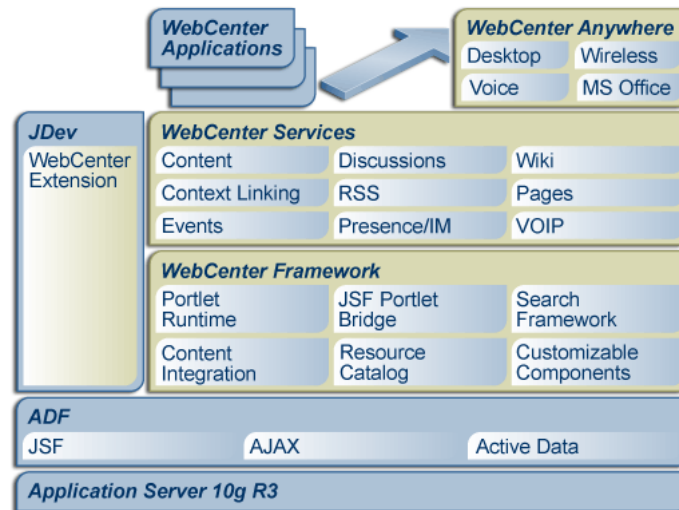 WebCenter
Applications
WebCenter Anywhere
Desktop
Wireless
Voice
MS Office
JDev
WebCenter
Extension
WebCenter Services
Content
Discussions
Wiki
Context Linking
RSS
Pages
Events
Presence/IM
VOIP
WebCenter Framework
Portlet
Runtime
JSF Portlet
Bridge
Search
Framework
Content
Integration
Resource
Catalog
Customizable
Components
ADF
JSF
AJAX
Active Data
Application Server 10g R3